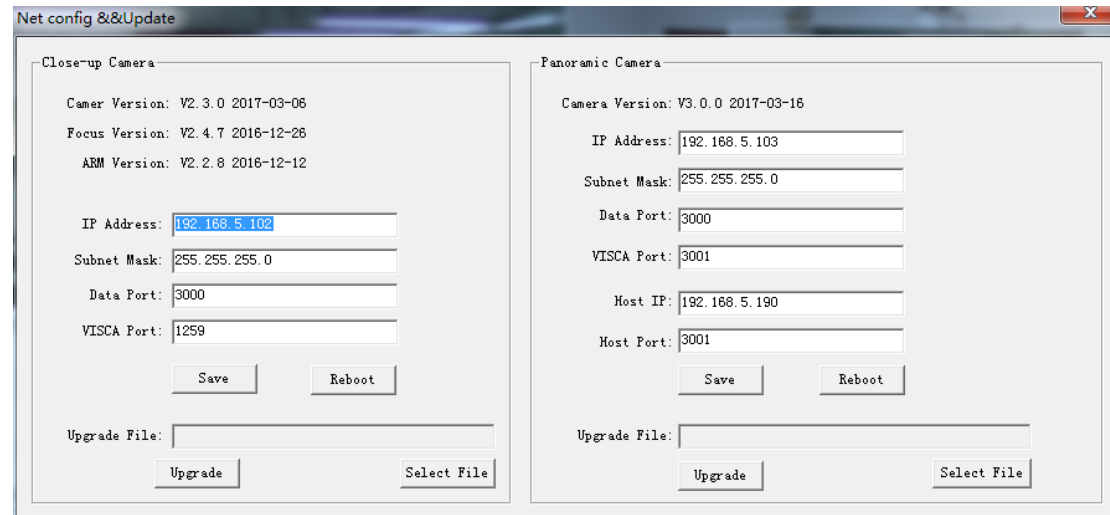 Net config &&Update
Close-up Camera
Camer Version: V2.3.0 2017-03-06
Focus Version: V2.4.7 2016-12-26
ARM Version: V2.2.8 2016-12-12
IP Address: 192.168.5.102
Subnet Mask: 255.255.255.0
Data Port: 3000
VISCA Port: 1259
Save Reboot
Upgrade File:
Upgrade Select File
Panoramic Camera
Camera Version: V3.0.0 2017-03-16
IP Address: 192.168.5.103
Subnet Mask: 255.255.255.0
Data Port: 3000
VISCA Port: 3001
Host IP: 192.168.5.190
Host Port: 3001
Save Reboot
Upgrade File:
Upgrade Select File